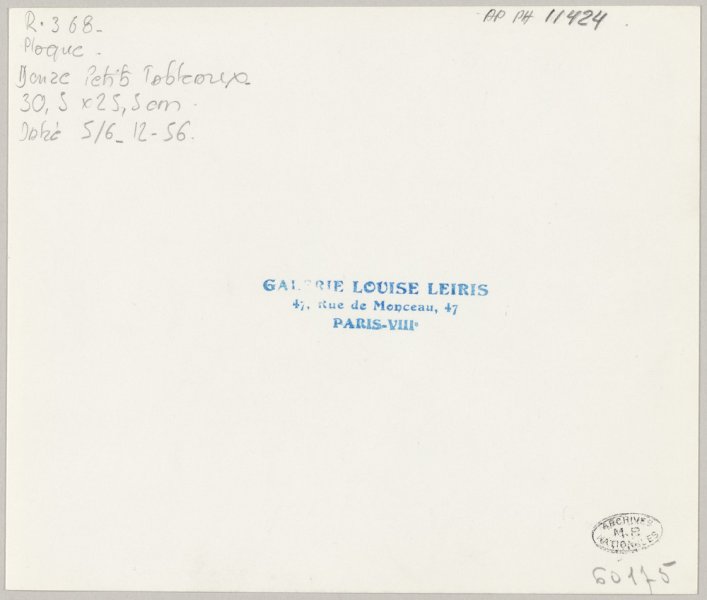 AP PH 11424
R. 368_
Plaque.
Douze Petits Tableaux
30,5 x 25,5 cm.
Daté 5/6_12-56.
GALERIE LOUISE LEIRIS
47, Rue de Monceau, 47
PARIS-VIIIe
ARCHIVES
M.P.
NATIONALES
60175